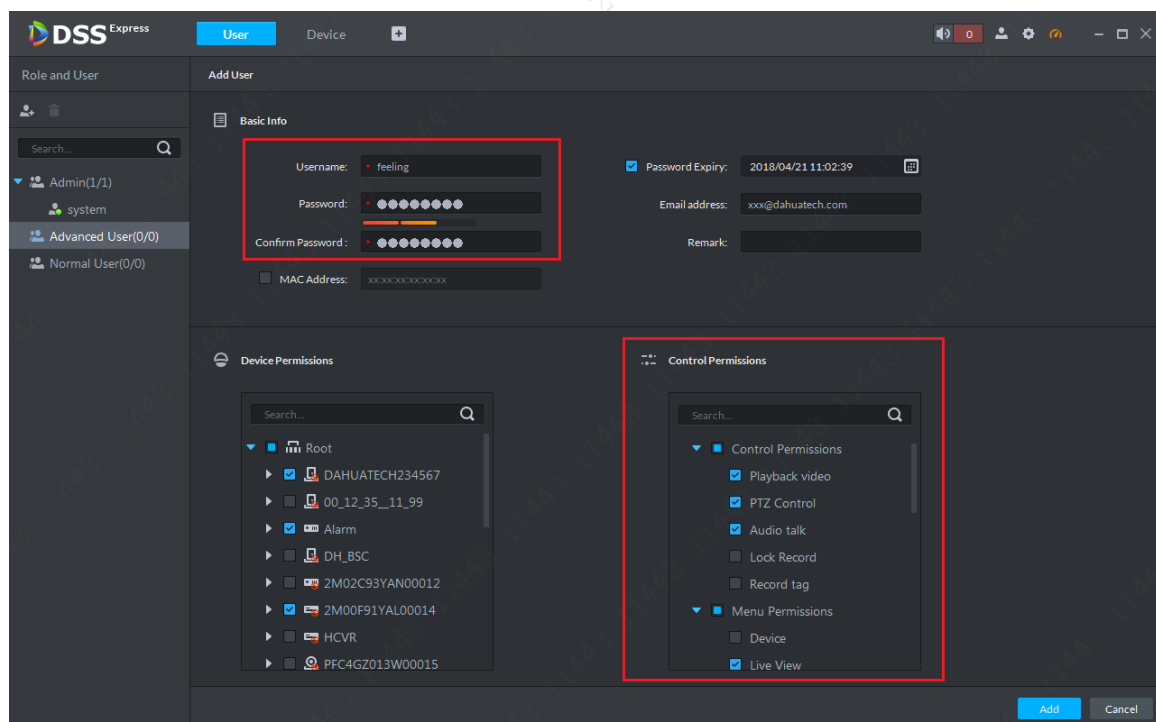 DSS Express
User
Device
0
Role and User
Add User
Basic Info
Search...
Username: * feeling
Password Expiry: 2018/04/21 11:02:39
Admin(1/1)
Password: * ●●●●●●●●
Email address: xxx@dahuatech.com
system
Advanced User(0/0)
Confirm Password : * ●●●●●●●●
Remark:
Normal User(0/0)
MAC Address: xx:xx:xx:xx:xx:xx
Device Permissions
Search...
Root
DAHUATECH234567
00_12_35__11_99
Alarm
DH_BSC
2M02C93YAN00012
2M00F91YAL00014
HCVR
PFC4GZ013W00015
Control Permissions
Search...
Control Permissions
Playback video
PTZ Control
Audio talk
Lock Record
Record tag
Menu Permissions
Device
Live View
Add
Cancel
11443 11443 11443